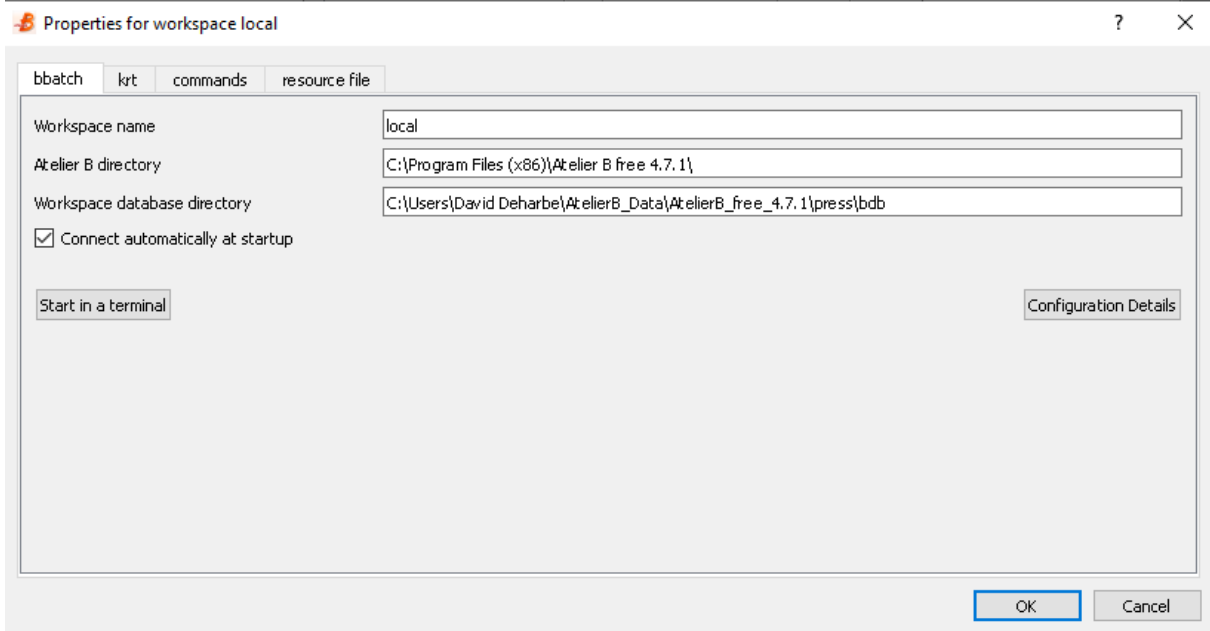 Properties for workspace local ?
bbatch krt commands resource file
Workspace name local
Atelier B directory C:\Program Files (x86)\Atelier B free 4.7.1\
Workspace database directory C:\Users\David Deharbe\AtelierB_Data\AtelierB_free_4.7.1\press\bdb
Connect automatically at startup
Start in a terminal Configuration Details
OK Cancel